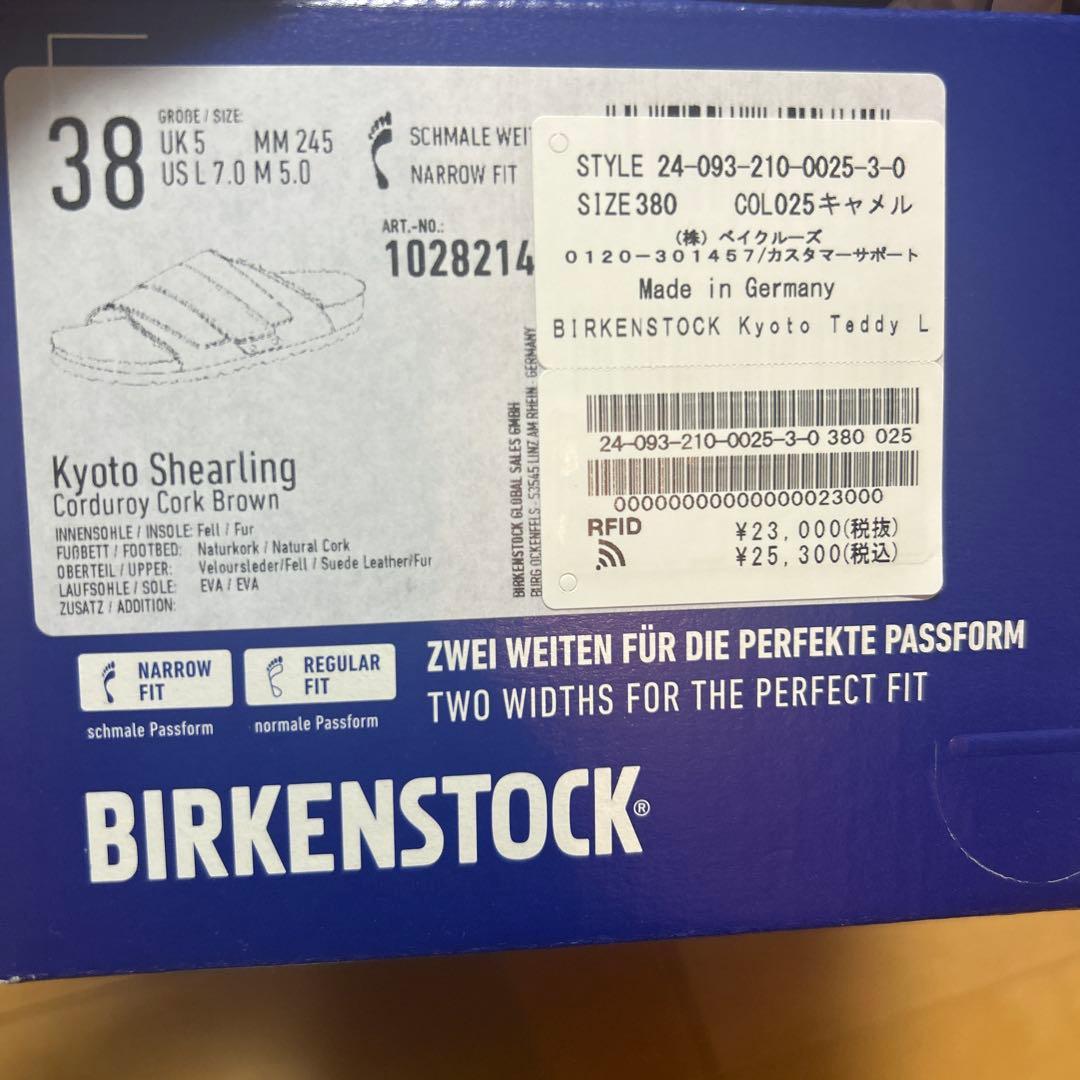 38
GRÖßE / SIZE:
UK 5 MM 245
US L 7.0 M 5.0
SCHMALE WEI
NARROW FIT
ART.-NO.:
1028214
Kyoto Shearling
Corduroy Cork Brown
INNENSOHLE / INSOLE: Fell / Fur
FUßBETT / FOOTBED: Naturkork / Natural Cork
OBERTEIL / UPPER: Veloursleder/Fell / Suede Leather/Fur
LAUFSOHLE / SOLE: EVA / EVA
ZUSATZ / ADDITION:
BIRKENSTOCK GLOBAL SALES GMBH
BURG OCKENFELS · 53545 LINZ AM RHEIN · GERMANY
STYLE 24-093-210-0025-3-0
SIZE380 COL025キャメル
(株) ベイクルーズ
0120-301457/カスタマーサポート
Made in Germany
BIRKENSTOCK Kyoto Teddy L
24-093-210-0025-3-0 380 025
00000000000000023000
RFID
¥23,000(税抜)
¥25,300(税込)
NARROW FIT
schmale Passform
REGULAR FIT
normale Passform
ZWEI WEITEN FÜR DIE PERFEKTE PASSFORM
TWO WIDTHS FOR THE PERFECT FIT
BIRKENSTOCK®